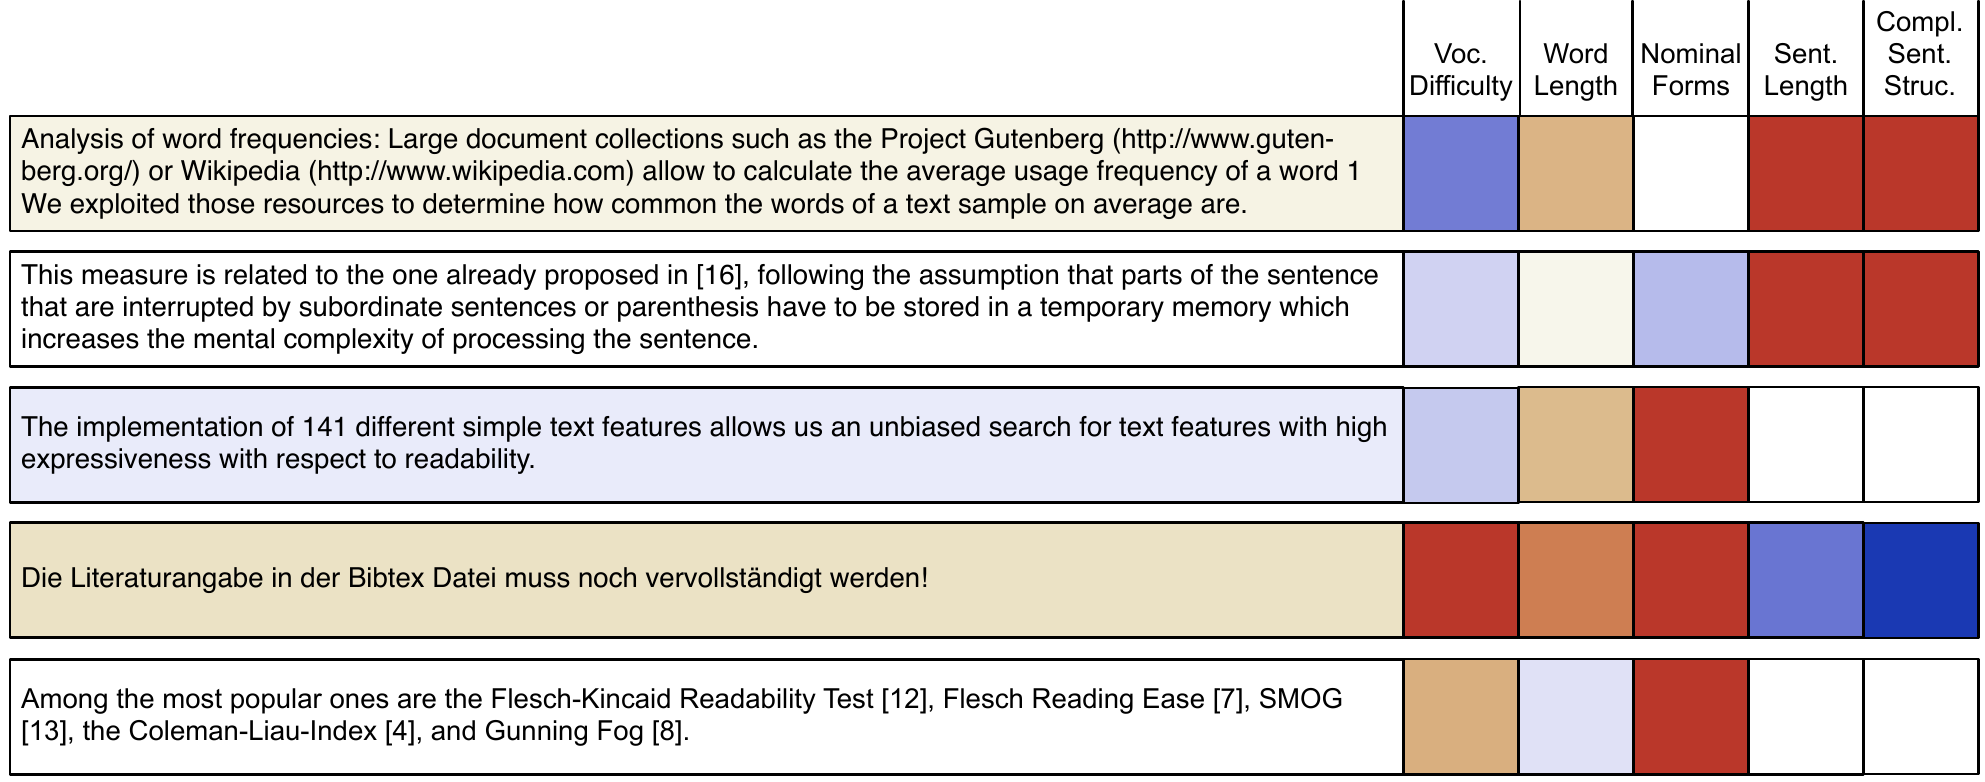 Voc.
Difficulty
Word
Length
Nominal
Forms
Sent.
Length
Compl.
Sent.
Struc.
Analysis of word frequencies: Large document collections such as the Project Gutenberg (http://www.guten-
berg.org/) or Wikipedia (http://www.wikipedia.com) allow to calculate the average usage frequency of a word 1
We exploited those resources to determine how common the words of a text sample on average are.
This measure is related to the one already proposed in [16], following the assumption that parts of the sentence
that are interrupted by subordinate sentences or parenthesis have to be stored in a temporary memory which
increases the mental complexity of processing the sentence.
The implementation of 141 different simple text features allows us an unbiased search for text features with high
expressiveness with respect to readability.
Die Literaturangabe in der Bibtex Datei muss noch vervollständigt werden!
Among the most popular ones are the Flesch-Kincaid Readability Test [12], Flesch Reading Ease [7], SMOG
[13], the Coleman-Liau-Index [4], and Gunning Fog [8].